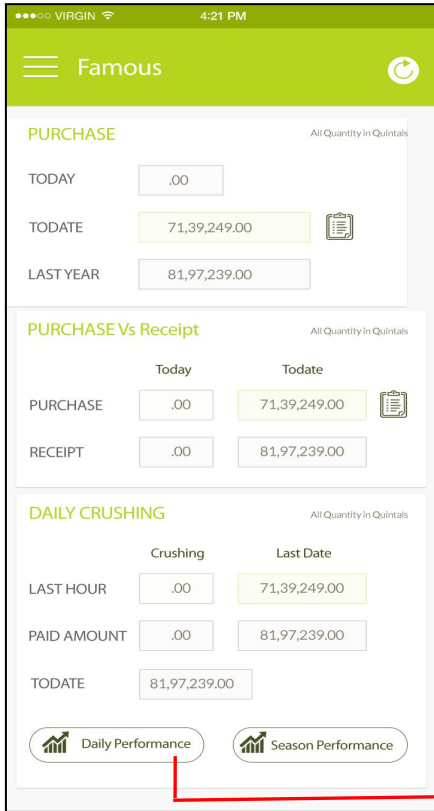 VIRGIN 4:21 PM
Famous
PURCHASE All Quantity in Quintals
TODAY .00
TODATE 71,39,249.00
LAST YEAR 81,97,239.00
PURCHASE Vs Receipt All Quantity in Quintals
Today Todate
PURCHASE .00 71,39,249.00
RECEIPT .00 81,97,239.00
DAILY CRUSHING All Quantity in Quintals
Crushing Last Date
LAST HOUR .00 71,39,249.00
PAID AMOUNT .00 81,97,239.00
TODATE 81,97,239.00
Daily Performance Season Performance